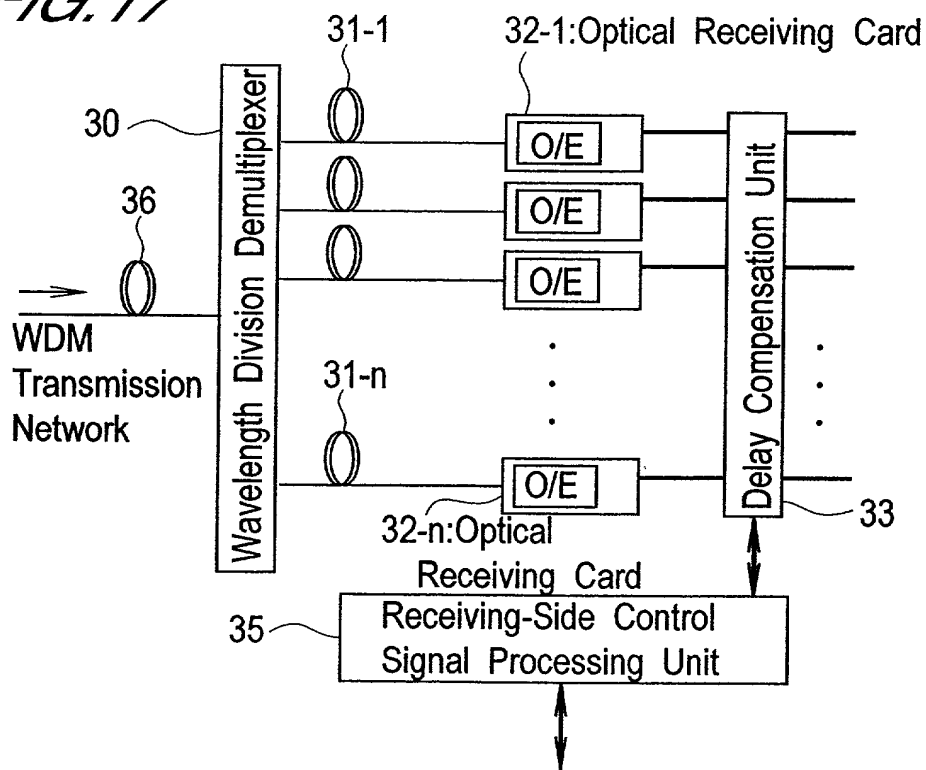 FIG. 17
31-1
32-1:Optical Receiving Card
30
Wavelength Division Demultiplexer
O/E
O/E
O/E
36
WDM
Transmission
Network
31-n
O/E
32-n:Optical
Receiving Card
Delay Compensation Unit
33
35
Receiving-Side Control
Signal Processing Unit